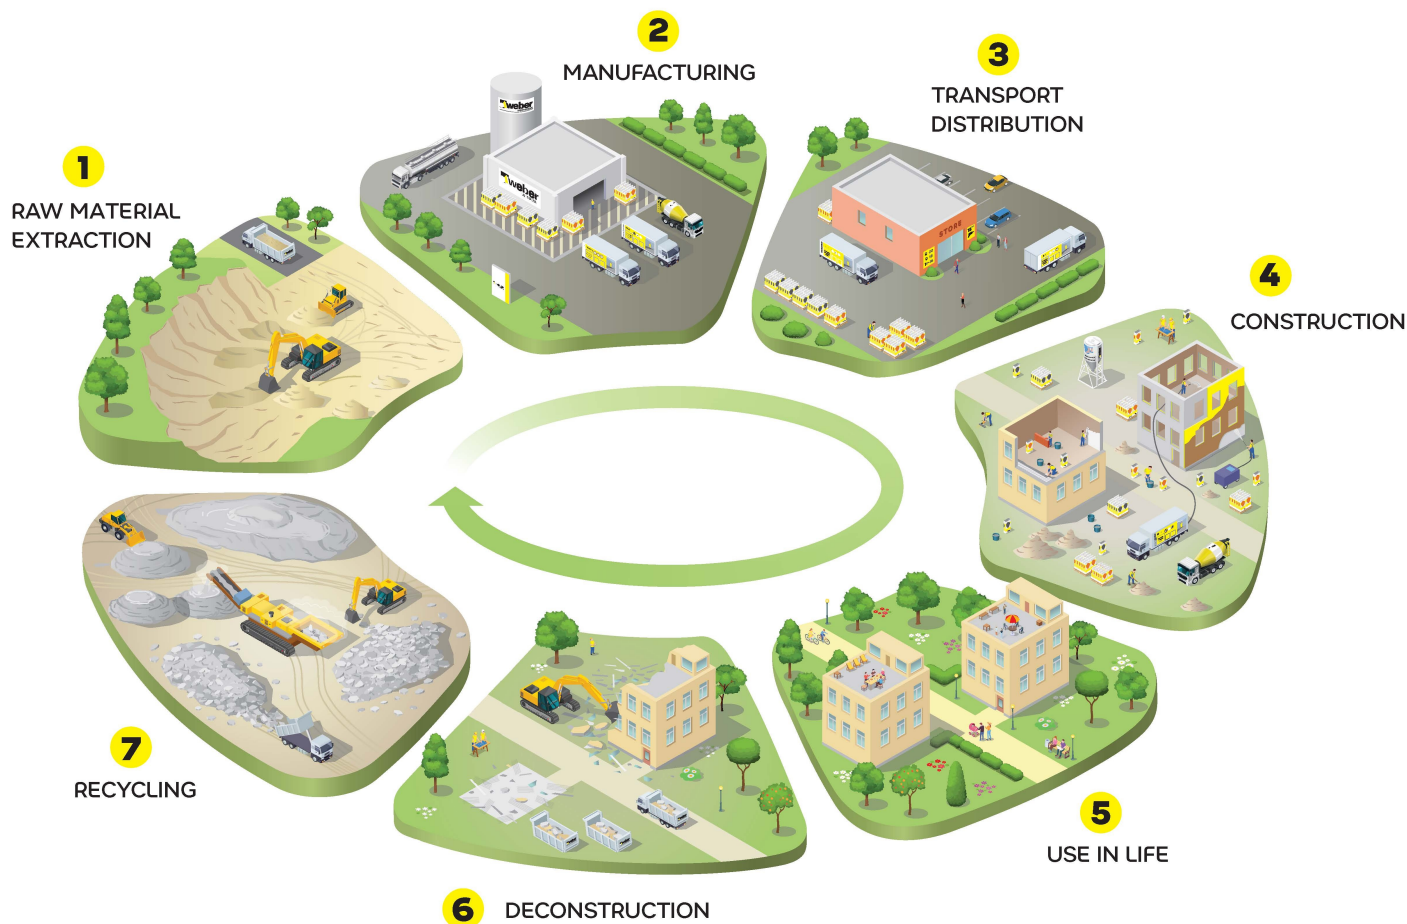 1
RAW MATERIAL
EXTRACTION
2
MANUFACTURING
weber
weber
3
TRANSPORT
DISTRIBUTION
STORE
4
CONSTRUCTION
5
USE IN LIFE
6
DECONSTRUCTION
7
RECYCLING